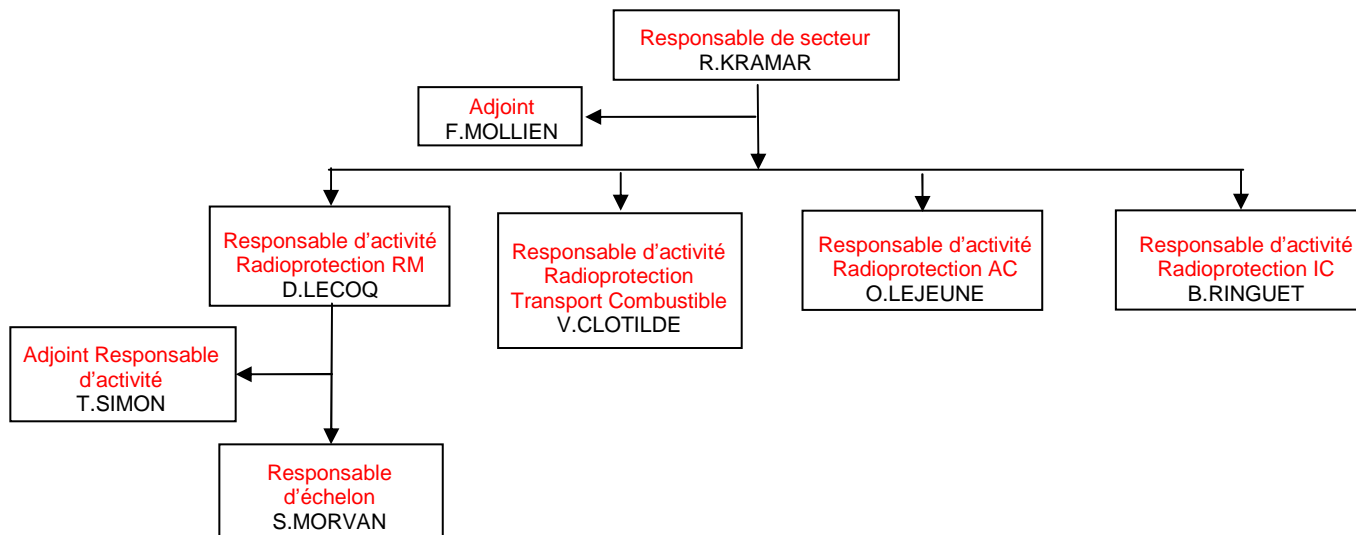 Responsable de secteur
R.KRAMAR
Adjoint
F.MOLLIEN
Responsable d'activité
Radioprotection RM
D.LECOQ
Responsable d'activité
Radioprotection
Transport Combustible
V.CLOTILDE
Responsable d'activité
Radioprotection AC
O.LEJEUNE
Responsable d'activité
Radioprotection IC
B.RINGUET
Adjoint Responsable
d'activité
T.SIMON
Responsable
d'échelon
S.MORVAN